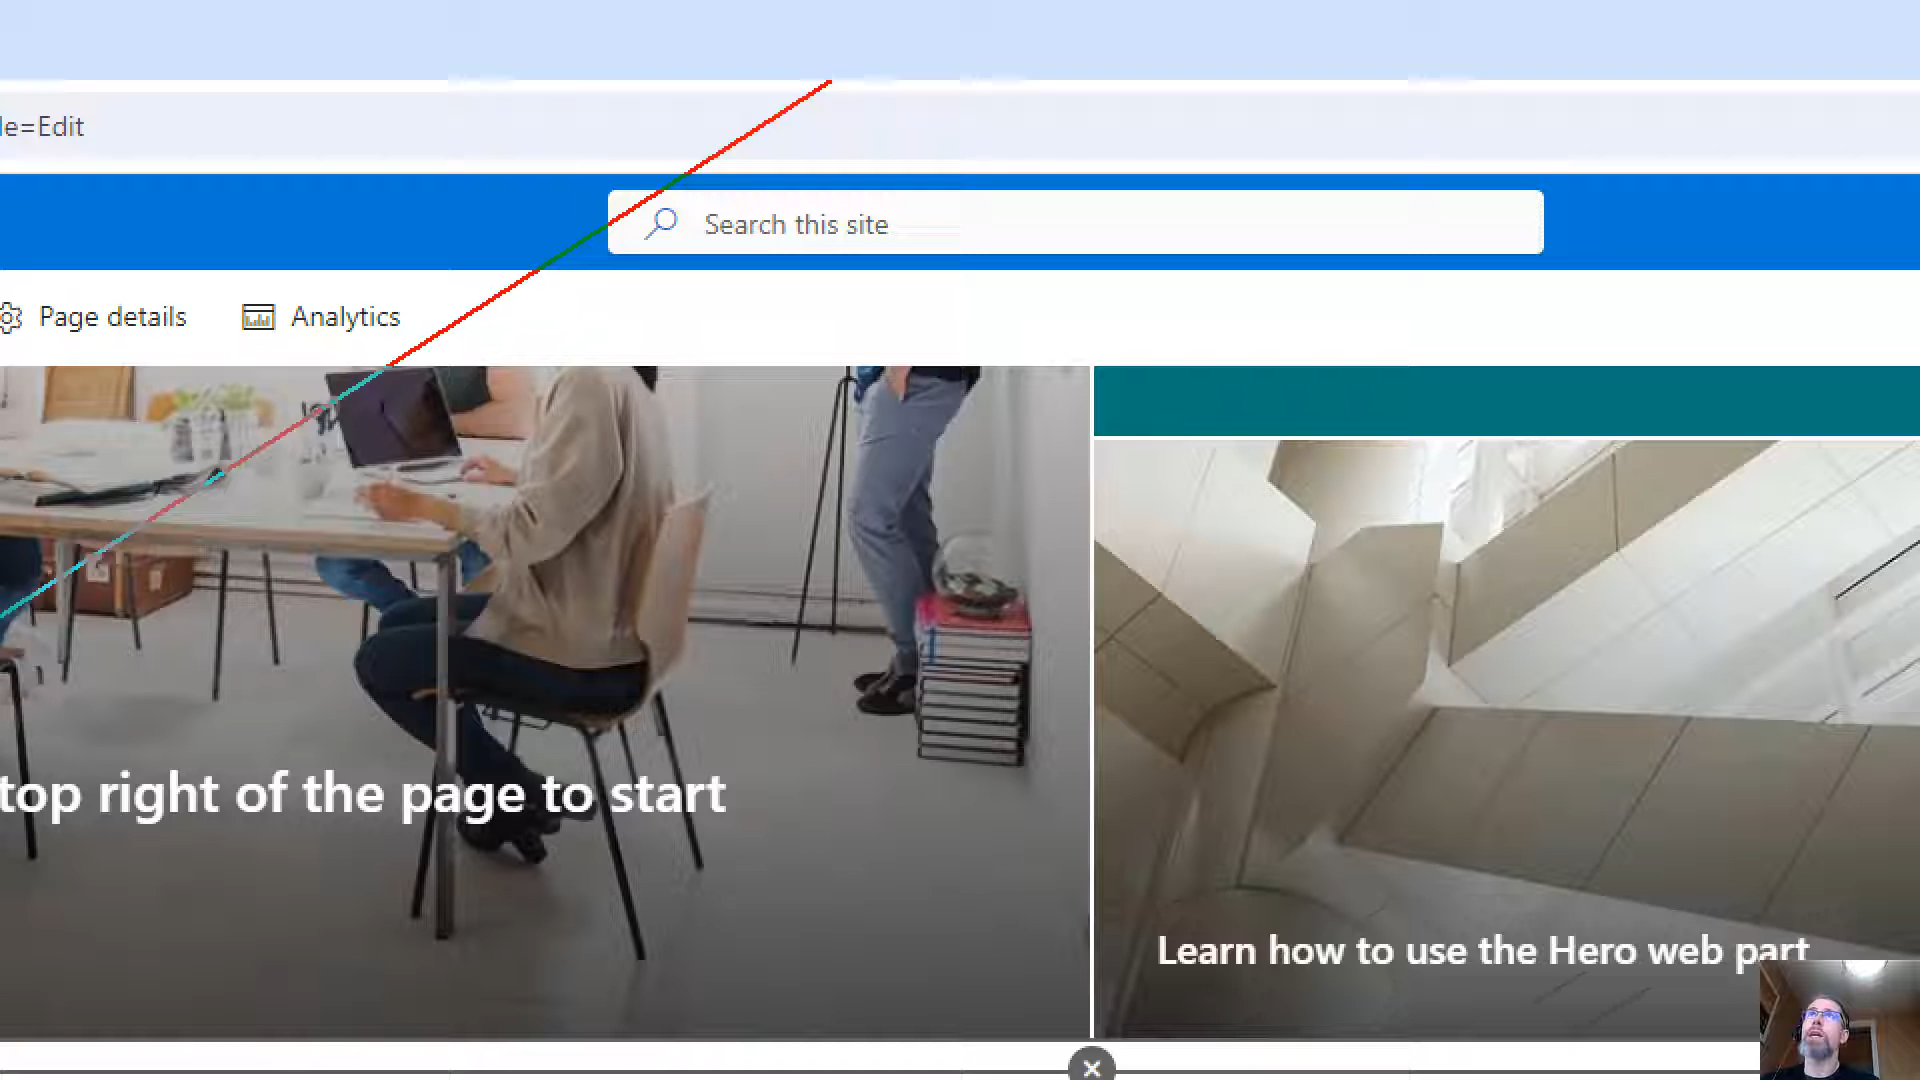 le=Edit
Search this site
Page details
Analytics
top right of the page to start
Learn how to use the Hero web part